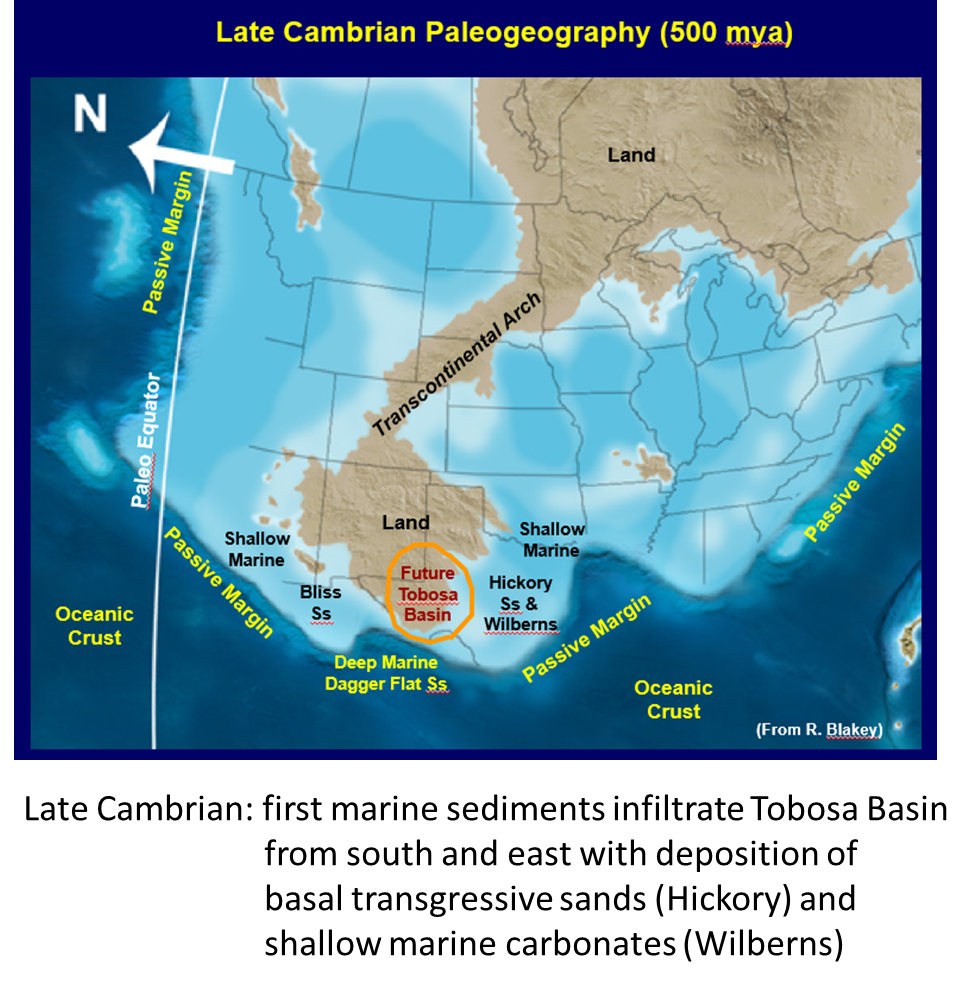 Late Cambrian Paleogeography (500 mya)
N
Land
Passive Margin
Transcontinental Arch
Paleo Equator
Passive Margin
Land
Shallow
Marine
Shallow
Marine
Passive Margin
Future
Tobosa
Basin
Bliss
Ss
Hickory
Ss &
Wilberns
Oceanic
Crust
Passive Margin
Deep Marine
Dagger Flat Ss
Oceanic
Crust
(From R. Blakey)
Late Cambrian: first marine sediments infiltrate Tobosa Basin
from south and east with deposition of
basal transgressive sands (Hickory) and
shallow marine carbonates (Wilberns)